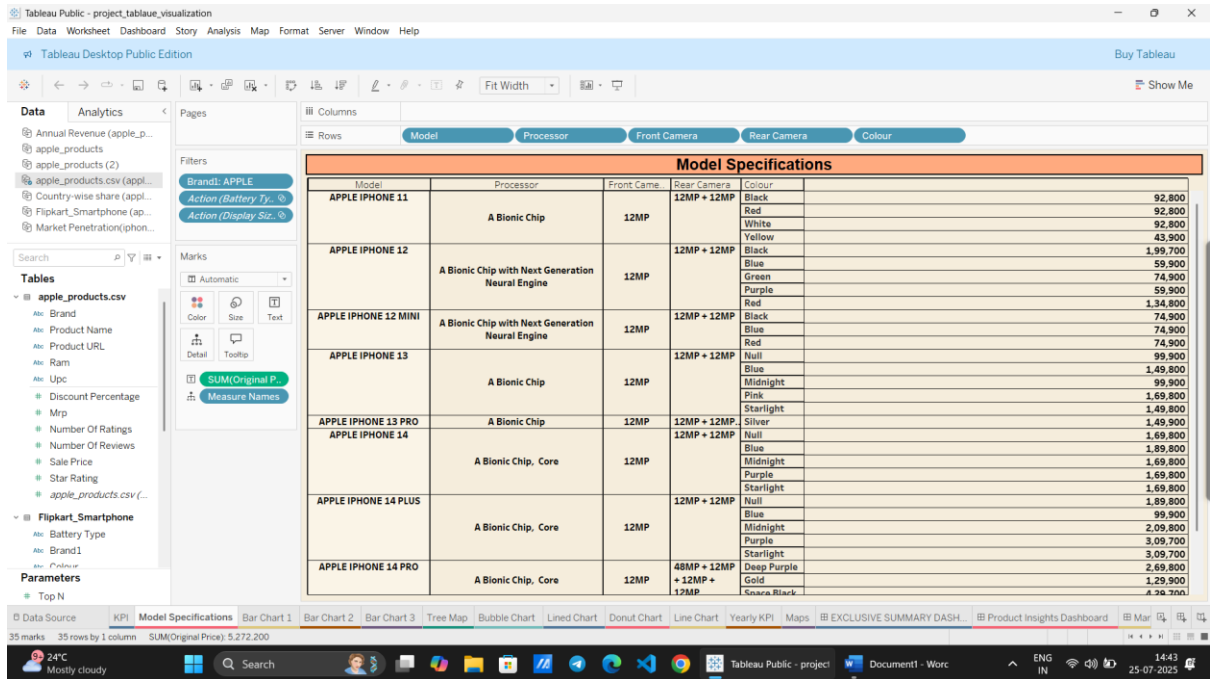 Tableau Public - project_tablaue_visualization
File Data Worksheet Dashboard Story Analysis Map Format Server Window Help
Tableau Desktop Public Edition Buy Tableau
Fit Width Show Me
Data Analytics
Annual Revenue (apple_p...
apple_products
apple_products (2)
apple_products.csv (appl...
Country-wise share (appl...
Flipkart_Smartphone (ap...
Market Penetration(iphon...
Search
Tables
apple_products.csv
Abc Brand
Abc Product Name
Abc Product URL
Abc Ram
Abc Upc
# Discount Percentage
# Mrp
# Number Of Ratings
# Number Of Reviews
# Sale Price
# Star Rating
# apple_products.csv (...
Flipkart_Smartphone
Abc Battery Type
Abc Brand1
Abc Colour
Parameters
# Top N
Pages
Filters
Brand1: APPLE
Action (Battery Ty..
Action (Display Siz..
Marks
Automatic
Color Size Text
Detail Tooltip
SUM(Original P..
Measure Names
Columns
Rows Model Processor Front Camera Rear Camera Colour
Model Specifications
Model Processor Front Came.. Rear Camera Colour
APPLE IPHONE 11 A Bionic Chip 12MP 12MP + 12MP Black 92,800
Red 92,800
White 92,800
Yellow 43,900
APPLE IPHONE 12 A Bionic Chip with Next Generation Neural Engine 12MP 12MP + 12MP Black 1,99,700
Blue 59,900
Green 74,900
Purple 59,900
Red 1,34,800
APPLE IPHONE 12 MINI A Bionic Chip with Next Generation Neural Engine 12MP 12MP + 12MP Black 74,900
Blue 74,900
Red 74,900
APPLE IPHONE 13 A Bionic Chip 12MP 12MP + 12MP Null 99,900
Blue 1,49,800
Midnight 99,900
Pink 1,69,800
Starlight 1,49,800
APPLE IPHONE 13 PRO A Bionic Chip 12MP 12MP + 12MP.. Silver 1,49,900
APPLE IPHONE 14 A Bionic Chip, Core 12MP 12MP + 12MP Null 1,69,800
Blue 1,89,800
Midnight 1,69,800
Purple 1,69,800
Starlight 1,69,800
APPLE IPHONE 14 PLUS A Bionic Chip, Core 12MP 12MP + 12MP Null 1,89,800
Blue 99,900
Midnight 2,09,800
Purple 3,09,700
Starlight 3,09,700
APPLE IPHONE 14 PRO A Bionic Chip, Core 12MP 48MP + 12MP + 12MP + 12MP Deep Purple 2,69,800
Gold 1,29,900
Space Black 4,29,700
Data Source KPI Model Specifications Bar Chart 1 Bar Chart 2 Bar Chart 3 Tree Map Bubble Chart Lined Chart Donut Chart Line Chart Yearly KPI Maps EXCLUSIVE SUMMARY DASH... Product Insights Dashboard Mar
35 marks 35 rows by 1 column SUM(Original Price): 5,272,200
24°C
Mostly cloudy
Search
Tableau Public - project
Document1 - Word
ENG
IN
14:43
25-07-2025